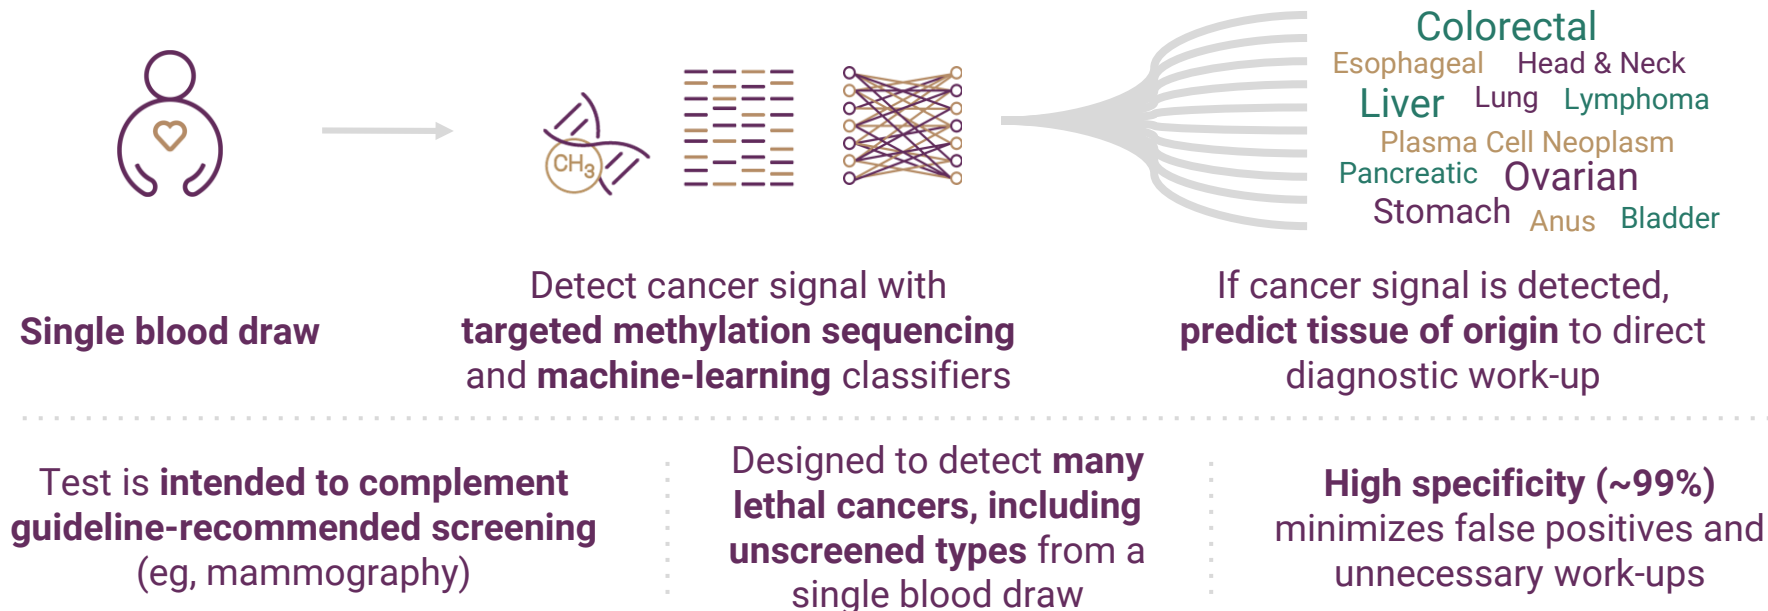 Colorectal
Esophageal Head & Neck
Liver Lung Lymphoma
Plasma Cell Neoplasm
Pancreatic Ovarian
Stomach Anus Bladder
CH3
Single blood draw
Detect cancer signal with
targeted methylation sequencing
and machine-learning classifiers
If cancer signal is detected,
predict tissue of origin to direct
diagnostic work-up
Test is intended to complement
guideline-recommended screening
(eg, mammography)
Designed to detect many
lethal cancers, including
unscreened types from a
single blood draw
High specificity (~99%)
minimizes false positives and
unnecessary work-ups